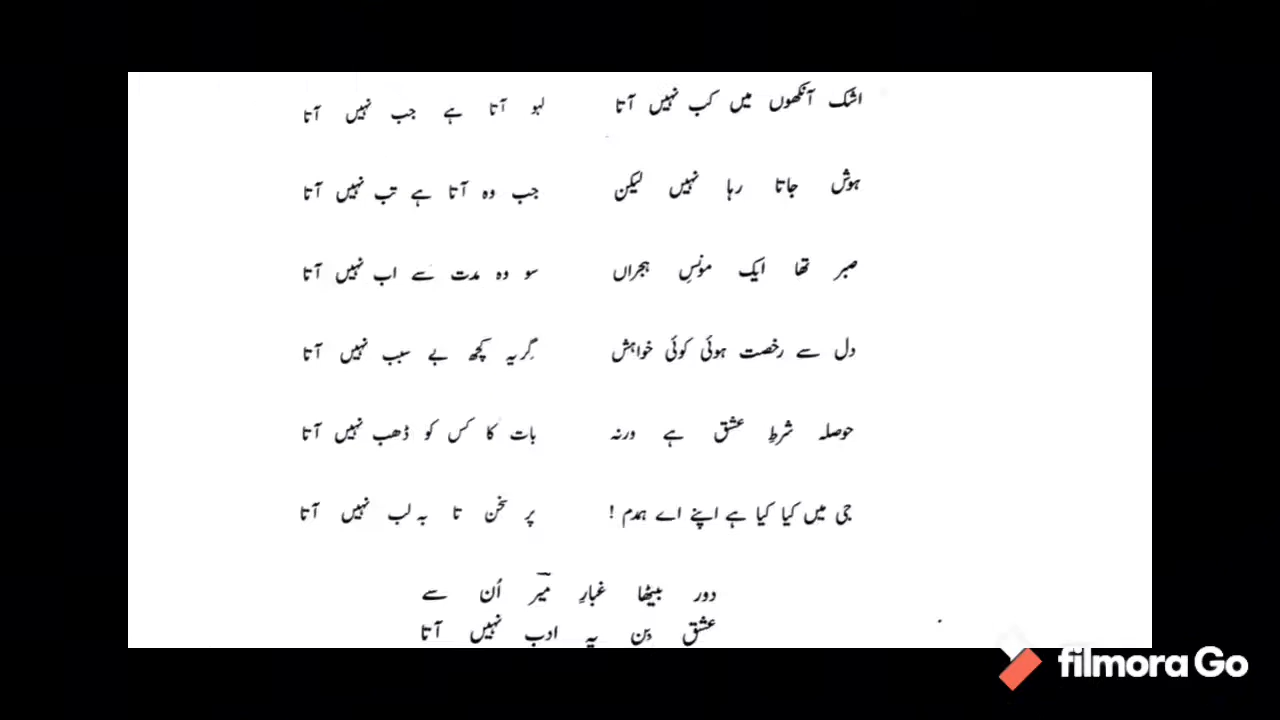 اشک آنکھوں میں کب نہیں آتا لہو آتا ہے جب نہیں آتا
ہوش جاتا رہا نہیں لیکن جب وہ آتا ہے تب نہیں آتا
صبر تھا ایک مونسِ ہجراں سو وہ مدت سے اب نہیں آتا
دل سے رخصت ہوئی کوئی خواہش گِریہ کچھ بے سبب نہیں آتا
حوصلہ شرطِ عشق ہے ورنہ بات کا کس کو ڈھب نہیں آتا
جی میں کیا کیا ہے اپنے اے ہمدم ! پر سخن تا بہ لب نہیں آتا
دور بیٹھا غبارِ میؔر اُن سے
عشق بن یہ ادب نہیں آتا
filmora Go